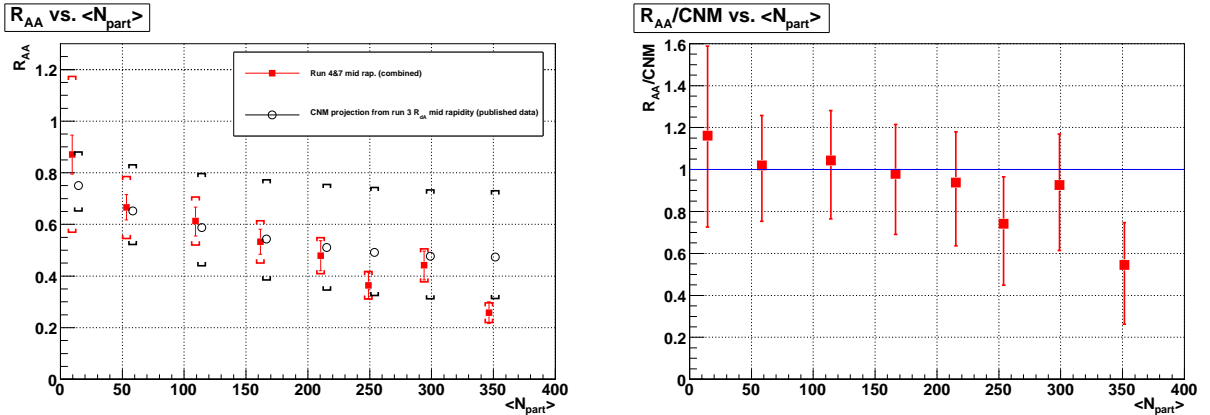 R_AA vs. <N_part>
R_AA
1.2
1
0.8
0.6
0.4
0.2
0
0 50 100 150 200 250 300 350 400
<N_part>
Run 4&7 mid rap. (combined)
CNM projection from run 3 R_dA mid rapidity (published data)
R_AA/CNM vs. <N_part>
R_AA/CNM
1.6
1.4
1.2
1
0.8
0.6
0.4
0.2
0
0 50 100 150 200 250 300 350 400
<N_part>